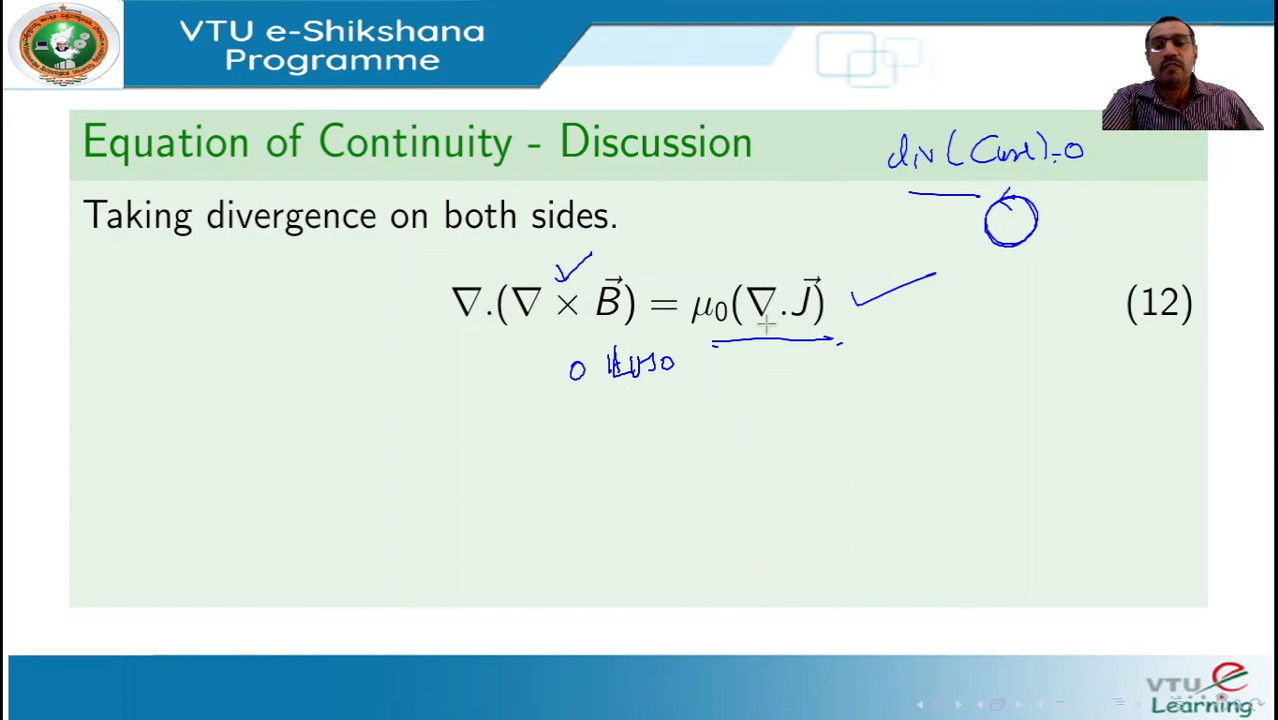 VTU e-Shikshana
Programme
Equation of Continuity - Discussion
div (Curl) = 0
Taking divergence on both sides.
∇.(∇ × B⃗) = μ₀(∇.J⃗) (12)
0
VTU e
Learning